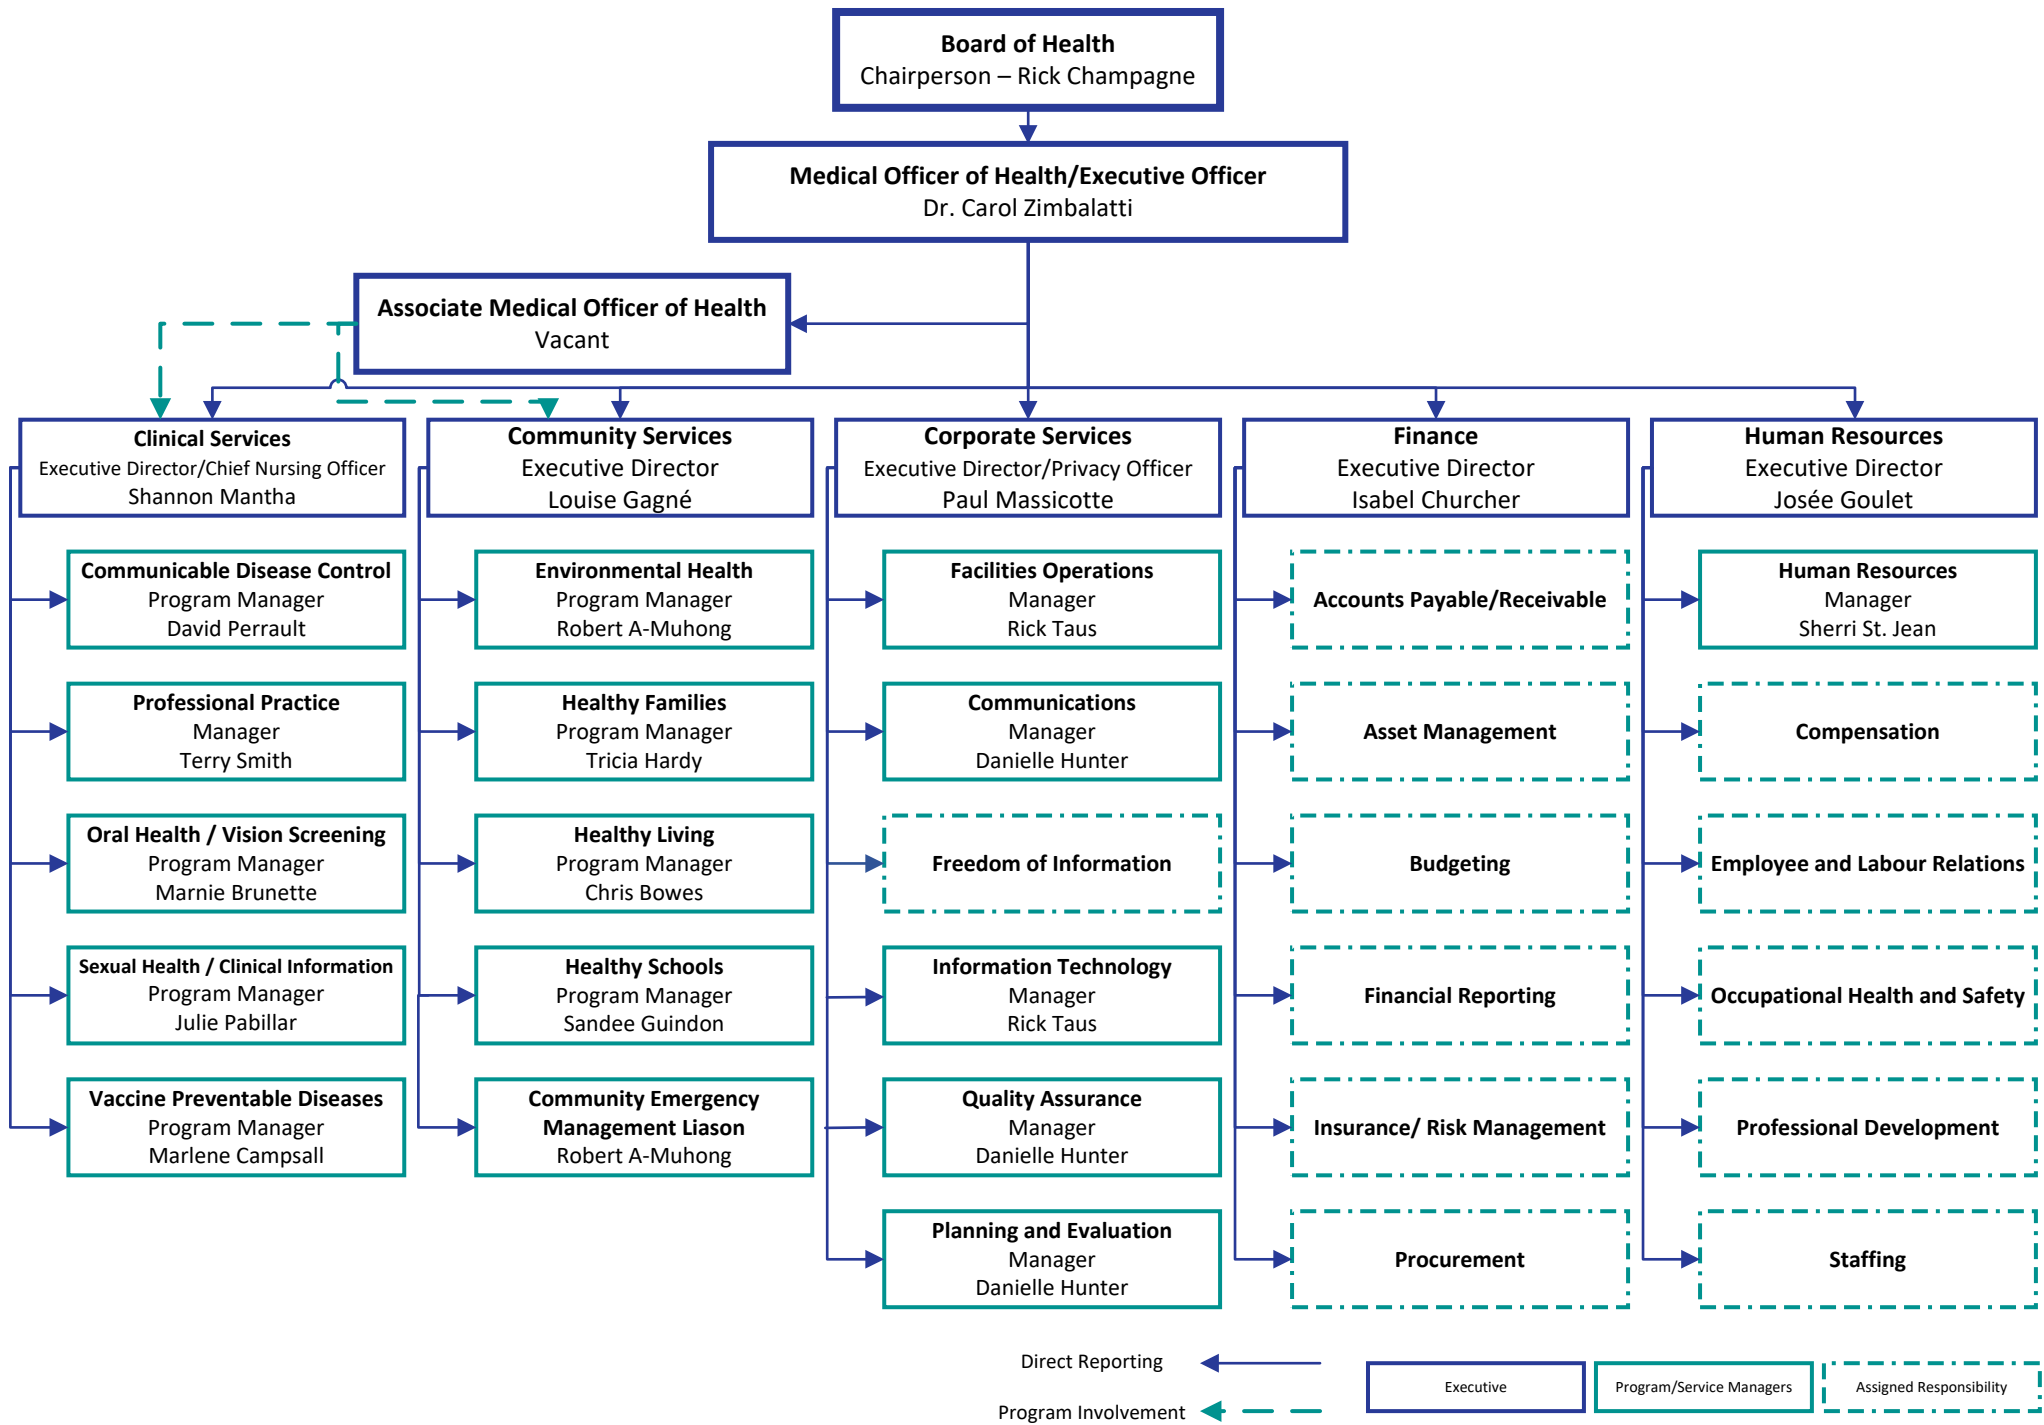 Board of Health
Chairperson – Rick Champagne
Medical Officer of Health/Executive Officer
Dr. Carol Zimbalatti
Associate Medical Officer of Health
Vacant
Clinical Services
Executive Director/Chief Nursing Officer
Shannon Mantha
Communicable Disease Control
Program Manager
David Perrault
Professional Practice
Manager
Terry Smith
Oral Health / Vision Screening
Program Manager
Marnie Brunette
Sexual Health / Clinical Information
Program Manager
Julie Pabillar
Vaccine Preventable Diseases
Program Manager
Marlene Campsall
Community Services
Executive Director
Louise Gagné
Environmental Health
Program Manager
Robert A-Muhong
Healthy Families
Program Manager
Tricia Hardy
Healthy Living
Program Manager
Chris Bowes
Healthy Schools
Program Manager
Sandee Guindon
Community Emergency
Management Liason
Robert A-Muhong
Corporate Services
Executive Director/Privacy Officer
Paul Massicotte
Facilities Operations
Manager
Rick Taus
Communications
Manager
Danielle Hunter
Freedom of Information
Information Technology
Manager
Rick Taus
Quality Assurance
Manager
Danielle Hunter
Planning and Evaluation
Manager
Danielle Hunter
Finance
Executive Director
Isabel Churcher
Accounts Payable/Receivable
Asset Management
Budgeting
Financial Reporting
Insurance/ Risk Management
Procurement
Human Resources
Executive Director
Josée Goulet
Human Resources
Manager
Sherri St. Jean
Compensation
Employee and Labour Relations
Occupational Health and Safety
Professional Development
Staffing
Direct Reporting
Program Involvement
Executive
Program/Service Managers
Assigned Responsibility